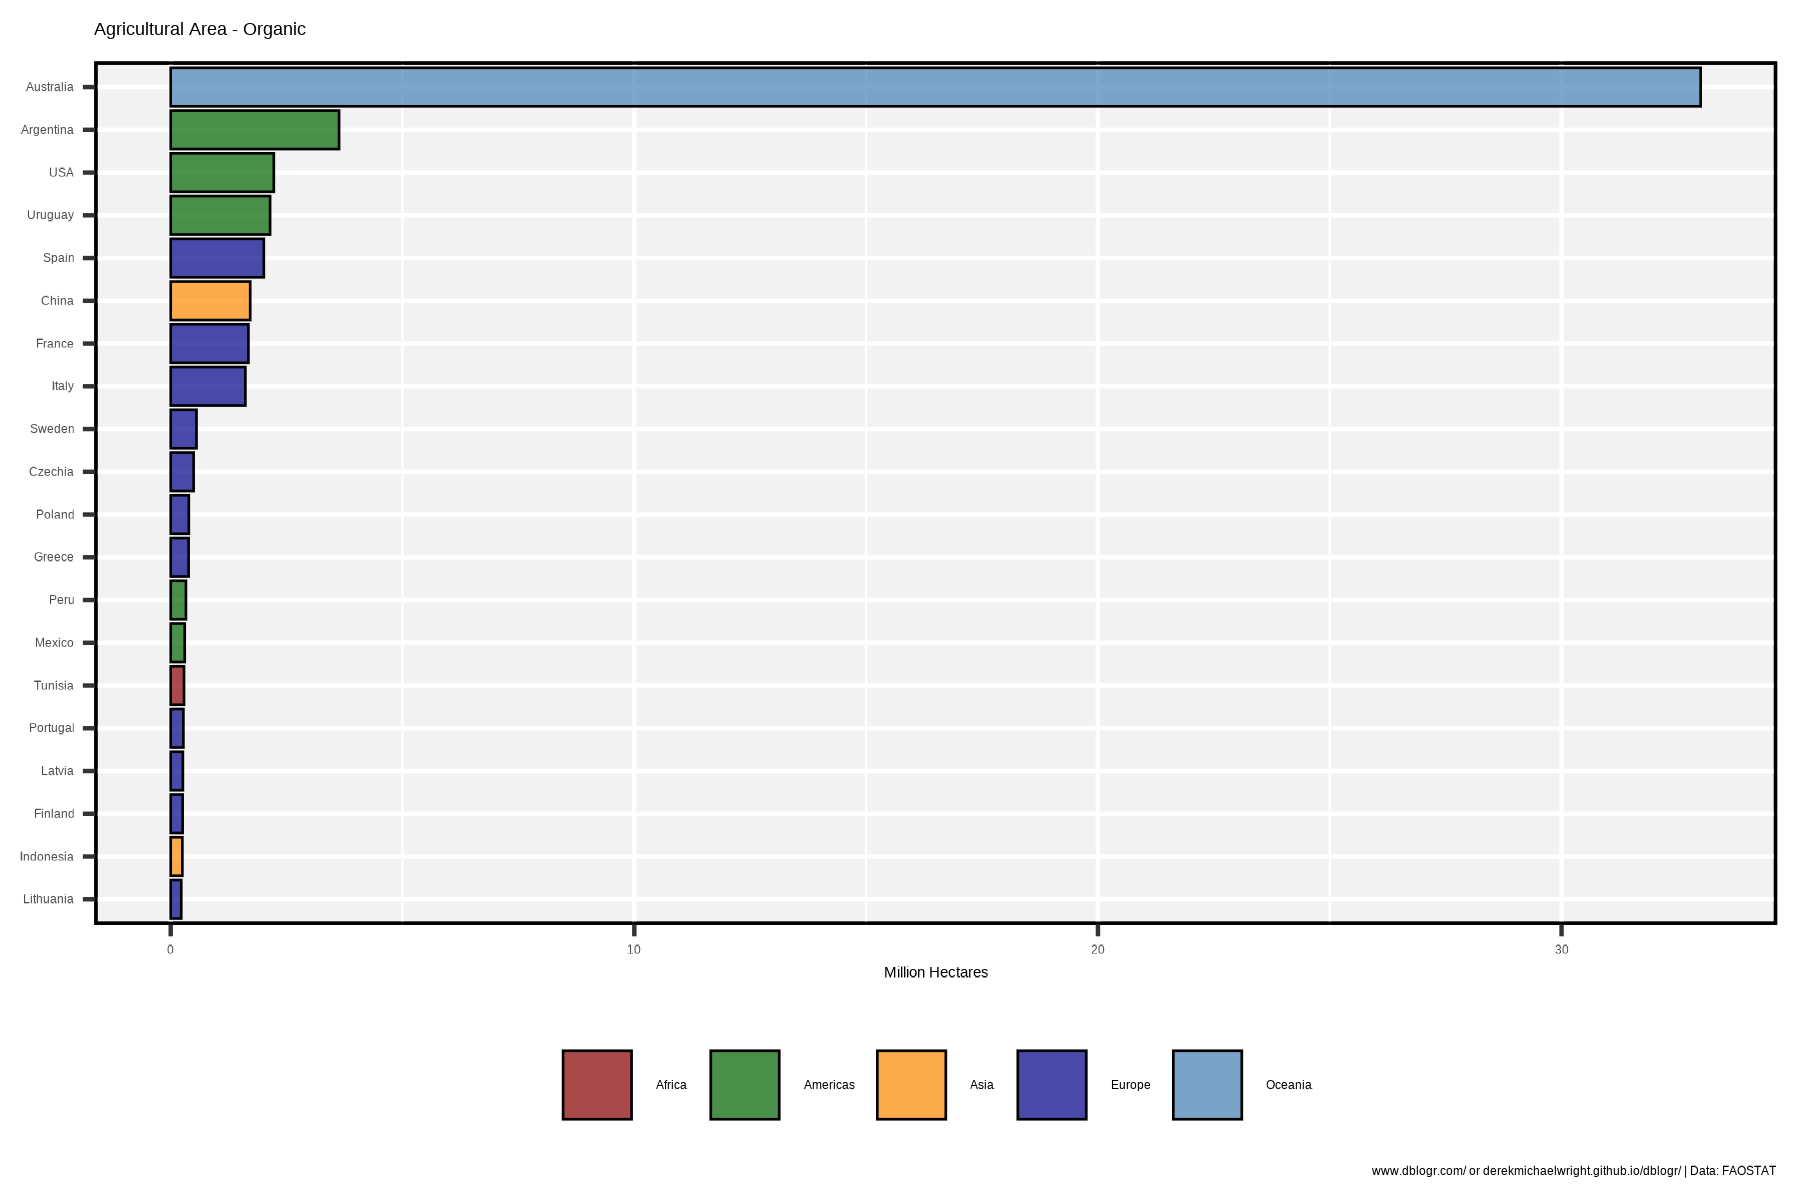 Agricultural Area - Organic
Australia
Argentina
USA
Uruguay
Spain
China
France
Italy
Sweden
Czechia
Poland
Greece
Peru
Mexico
Tunisia
Portugal
Latvia
Finland
Indonesia
Lithuania
0 10 20 30
Million Hectares
Africa Americas Asia Europe Oceania
www.dblogr.com/ or derekmichaelwright.github.io/dblogr/ | Data: FAOSTAT